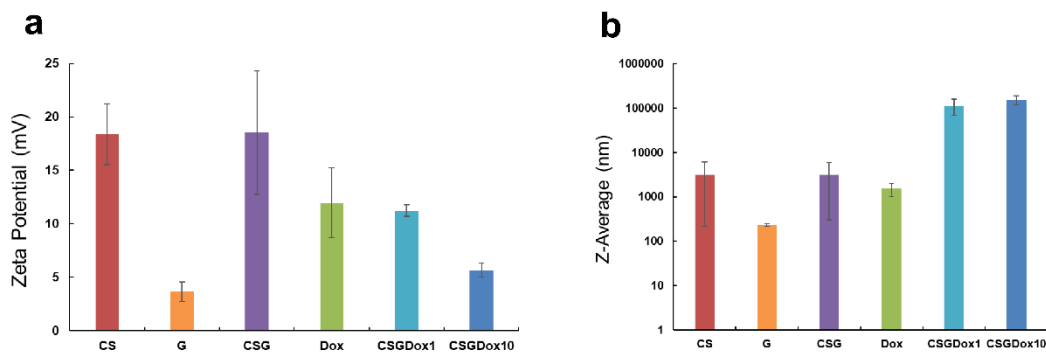 a
Zeta Potential (mV)
25
20
15
10
5
0
CS G CSG Dox CSGDox1 CSGDox10
b
Z-Average (nm)
1000000
100000
10000
1000
100
10
1
CS G CSG Dox CSGDox1 CSGDox10